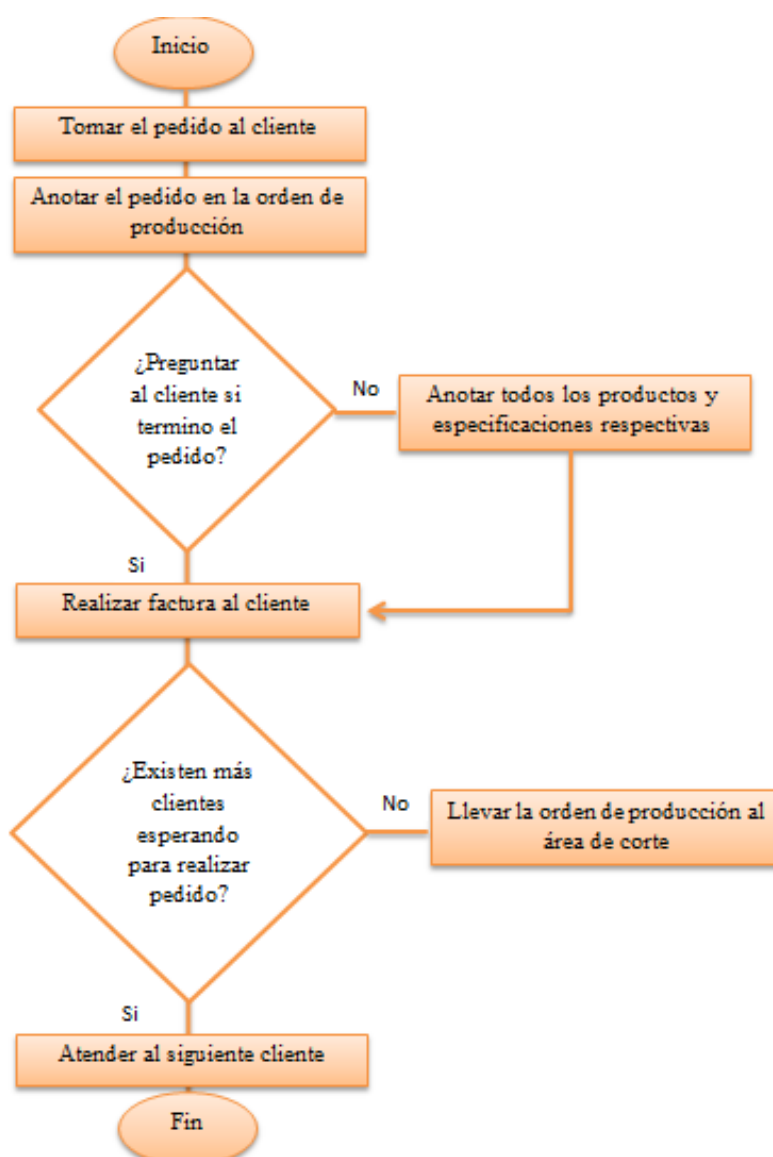 Inicio
Tomar el pedido al cliente
Anotar el pedido en la orden de
producción
¿Preguntar
al cliente si
termino el
pedido?
No
Anotar todos los productos y
especificaciones respectivas
Si
Realizar factura al cliente
¿Existen más
clientes
esperando
para realizar
pedido?
No
Llevar la orden de producción al
área de corte
Si
Atender al siguiente cliente
Fin